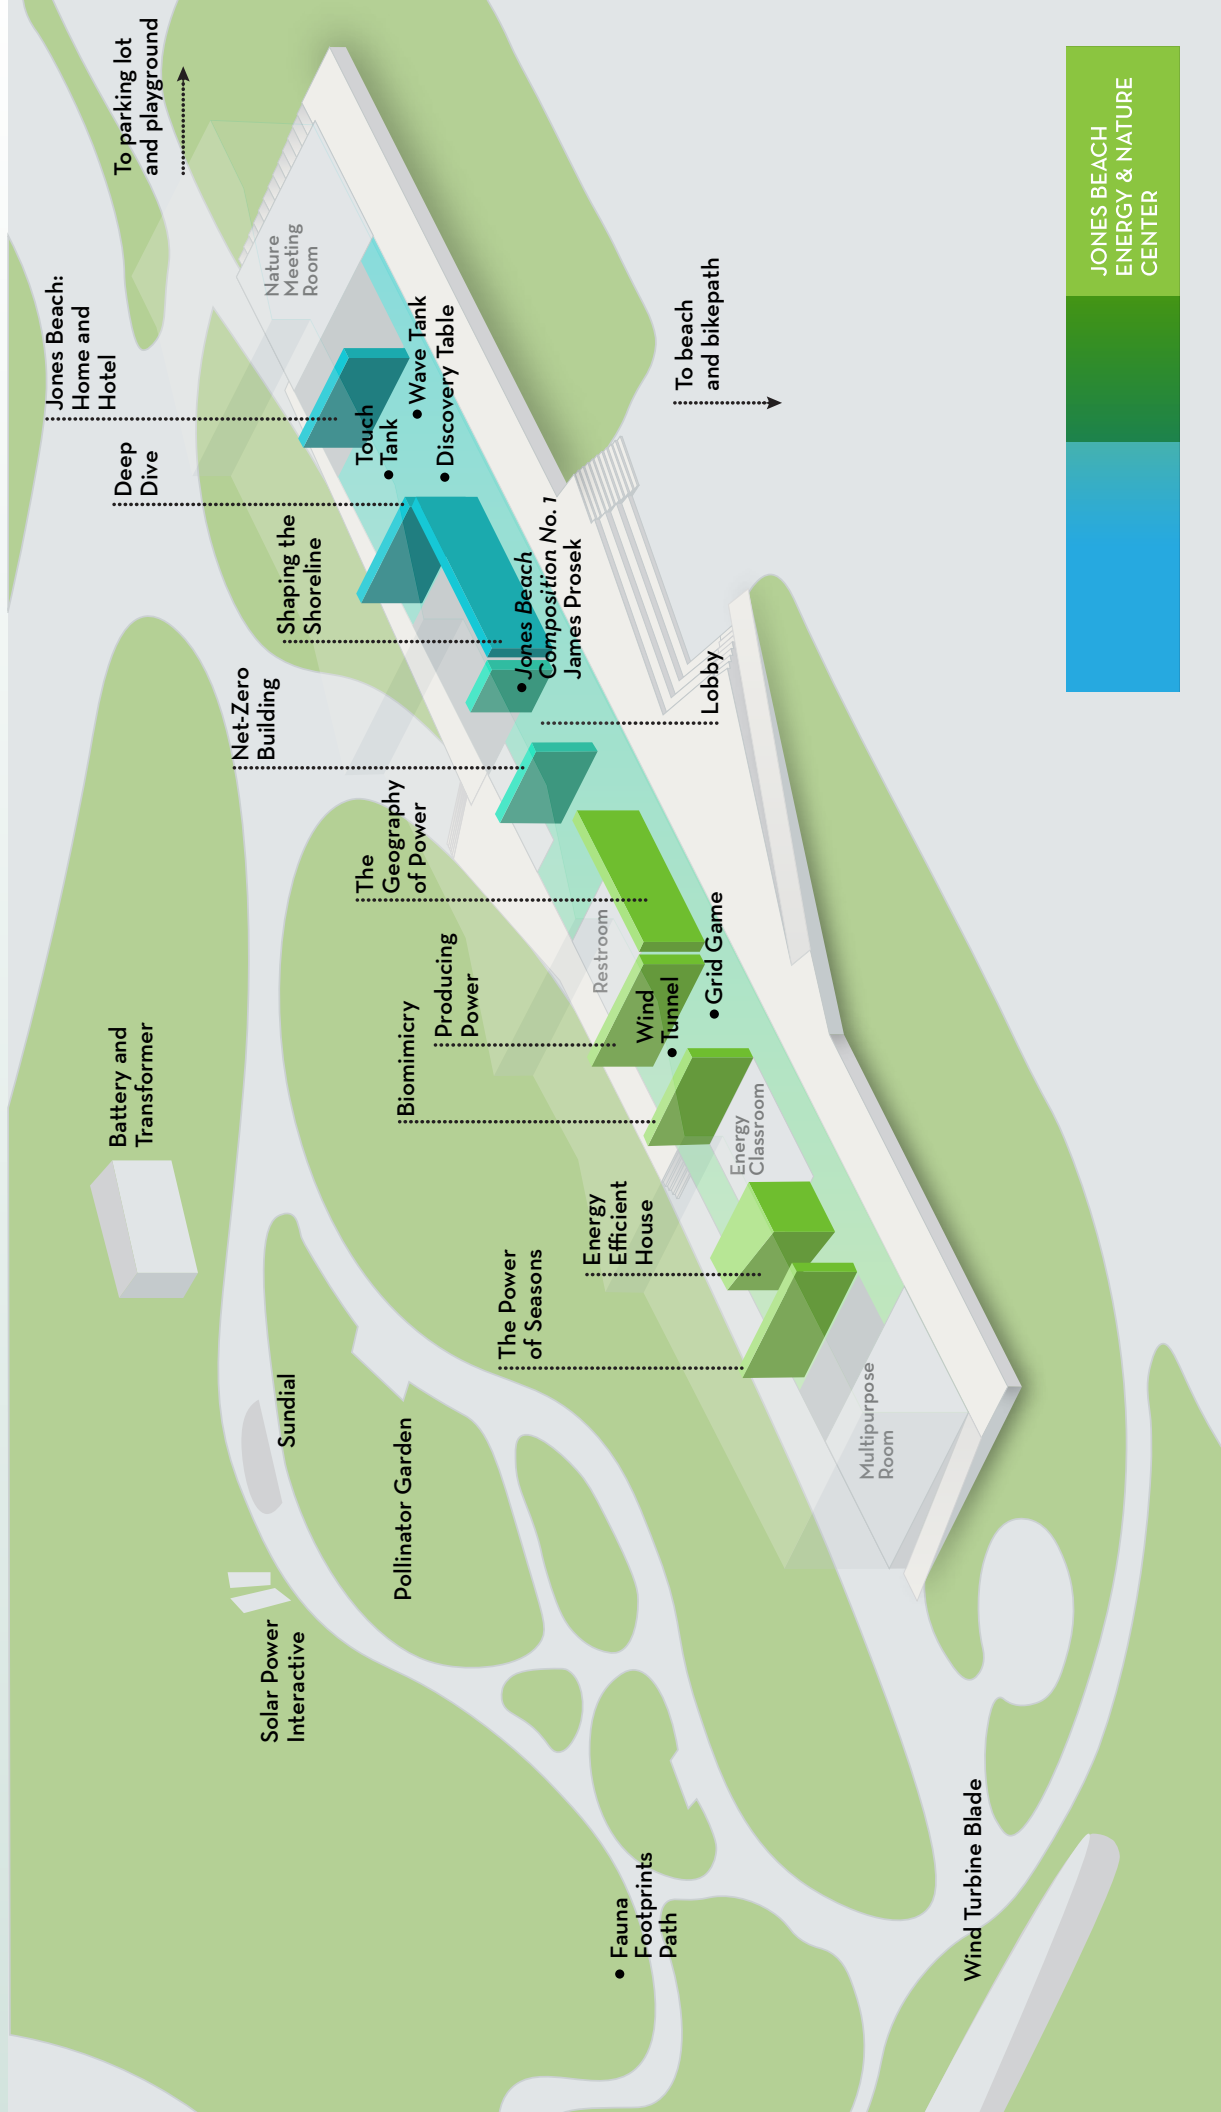 To parking lot
and playground
Jones Beach:
Home and
Hotel
Deep
Dive
Shaping the
Shoreline
Net-Zero
Building
The
Geography
of Power
Producing
Power
Biomimicry
Energy
Efficient
House
The Power
of Seasons
Battery and
Transformer
Sundial
Pollinator Garden
Solar Power
Interactive
Fauna
Footprints
Path
Wind Turbine Blade
Nature
Meeting
Room
Wave Tank
Touch
Tank
Discovery Table
Jones Beach
Composition No. 1
James Prosek
Lobby
Restroom
Wind
Tunnel
Grid Game
Energy
Classroom
Multipurpose
Room
To beach
and bikepath
JONES BEACH
ENERGY & NATURE
CENTER